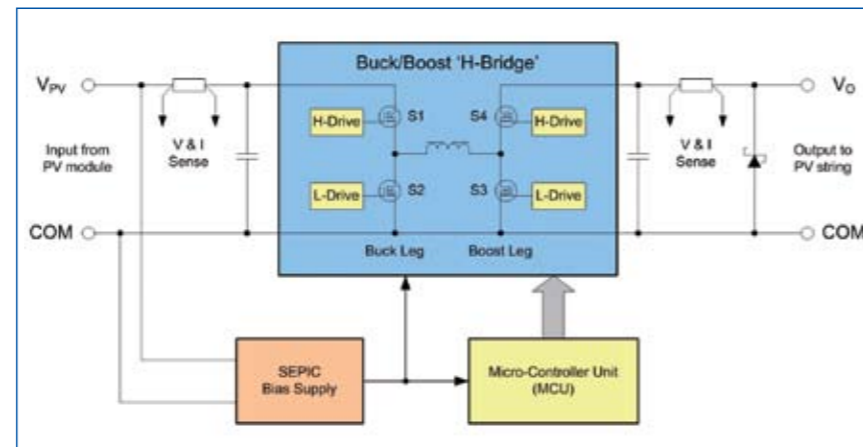 Buck/Boost 'H-Bridge'
VPV
H-Drive
S1
S4
H-Drive
VO
Input from
PV module
V & I
Sense
V & I
Sense
Output to
PV string
L-Drive
S2
S3
L-Drive
COM
Buck Leg
Boost Leg
COM
SEPIC
Bias Supply
Micro-Controller Unit
(MCU)